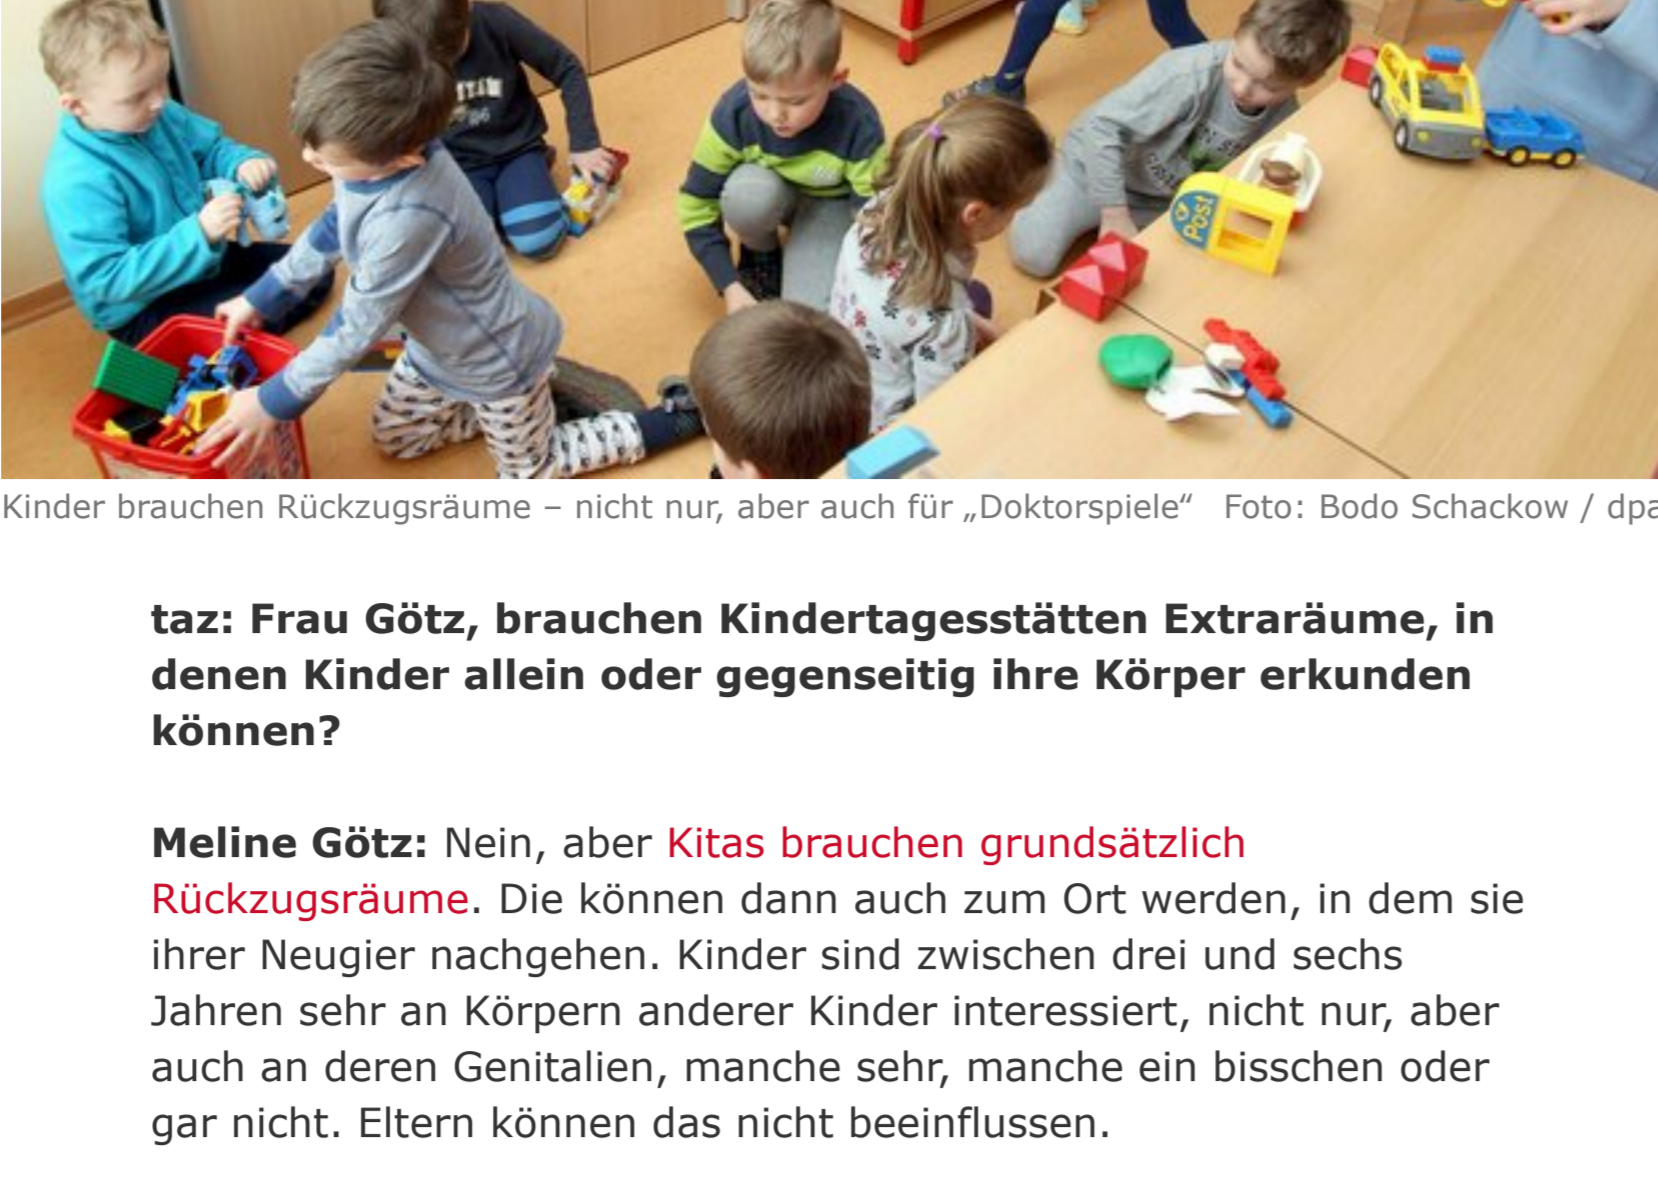 Post
Kinder brauchen Rückzugsräume – nicht nur, aber auch für „Doktorspiele“ Foto: Bodo Schackow / dpa
taz: Frau Götz, brauchen Kindertagesstätten Extraräume, in
denen Kinder allein oder gegenseitig ihre Körper erkunden
können?
Meline Götz: Nein, aber Kitas brauchen grundsätzlich
Rückzugsräume. Die können dann auch zum Ort werden, in dem sie
ihrer Neugier nachgehen. Kinder sind zwischen drei und sechs
Jahren sehr an Körpern anderer Kinder interessiert, nicht nur, aber
auch an deren Genitalien, manche sehr, manche ein bisschen oder
gar nicht. Eltern können das nicht beeinflussen.